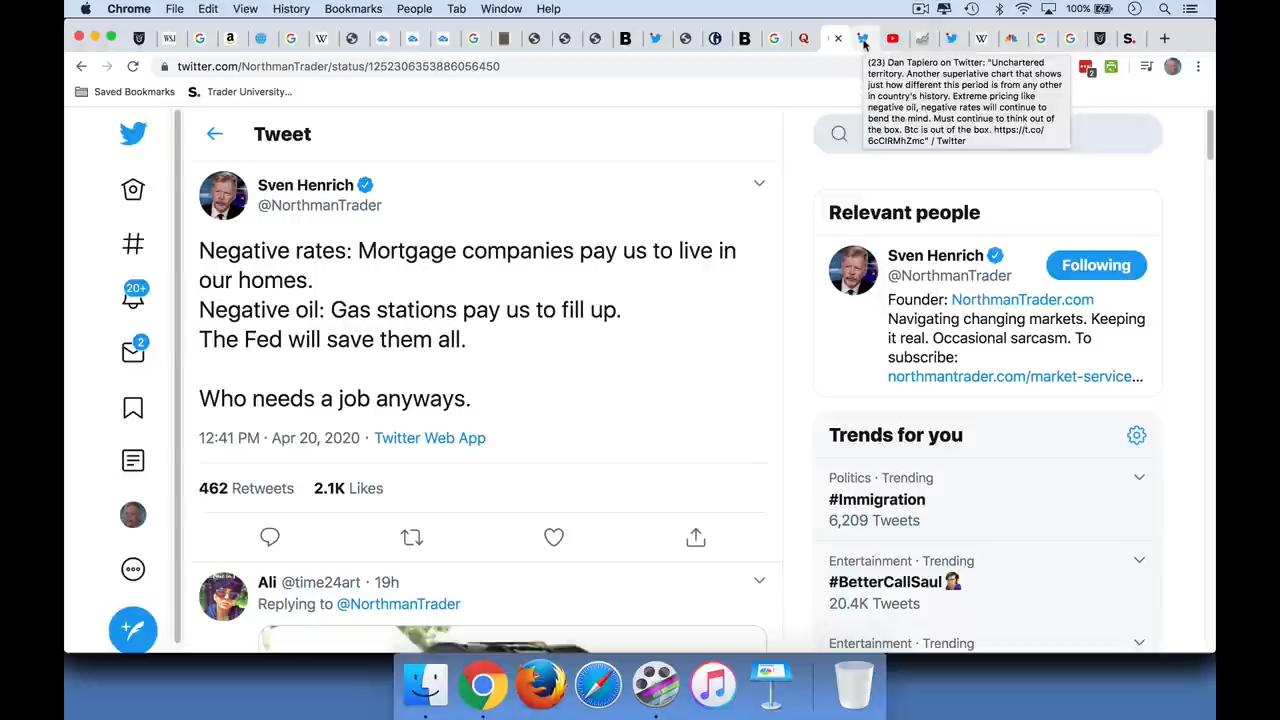 Chrome File Edit View History Bookmarks People Tab Window Help 100%
twitter.com/NorthmanTrader/status/1252306353886056450
Saved Bookmarks S. Trader University...
(23) Dan Tapiero on Twitter: "Unchartered
territory. Another superlative chart that shows
just how different this period is from any other
in country's history. Extreme pricing like
negative oil, negative rates will continue to
bend the mind. Must continue to think out of
the box. Btc is out of the box. https://t.co/
6cCIRMhZmc" / Twitter
Tweet
Sven Henrich
@NorthmanTrader
Negative rates: Mortgage companies pay us to live in
our homes.
Negative oil: Gas stations pay us to fill up.
The Fed will save them all.
Who needs a job anyways.
12:41 PM · Apr 20, 2020 · Twitter Web App
462 Retweets 2.1K Likes
Ali @time24art · 19h
Replying to @NorthmanTrader
20+
2
Relevant people
Sven Henrich
@NorthmanTrader
Following
Founder: NorthmanTrader.com
Navigating changing markets. Keeping
it real. Occasional sarcasm. To
subscribe:
northmantrader.com/market-service...
Trends for you
Politics · Trending
#Immigration
6,209 Tweets
Entertainment · Trending
#BetterCallSaul
20.4K Tweets
Entertainment · Trending